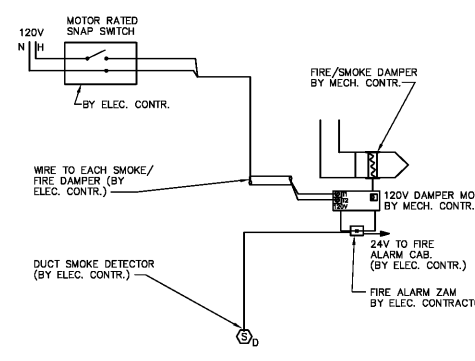 MOTOR RATED
SNAP SWITCH
120V
N H
BY ELEC. CONTR.
FIRE/SMOKE DAMPER
BY MECH. CONTR.
WIRE TO EACH SMOKE/
FIRE DAMPER (BY
ELEC. CONTR.)
120V DAMPER MO
BY MECH. CONTR.
120V
24V TO FIRE
ALARM CAB.
(BY ELEC. CONTR.)
DUCT SMOKE DETECTOR
(BY ELEC. CONTR.)
FIRE ALARM ZAM
BY ELEC. CONTRACT
S D